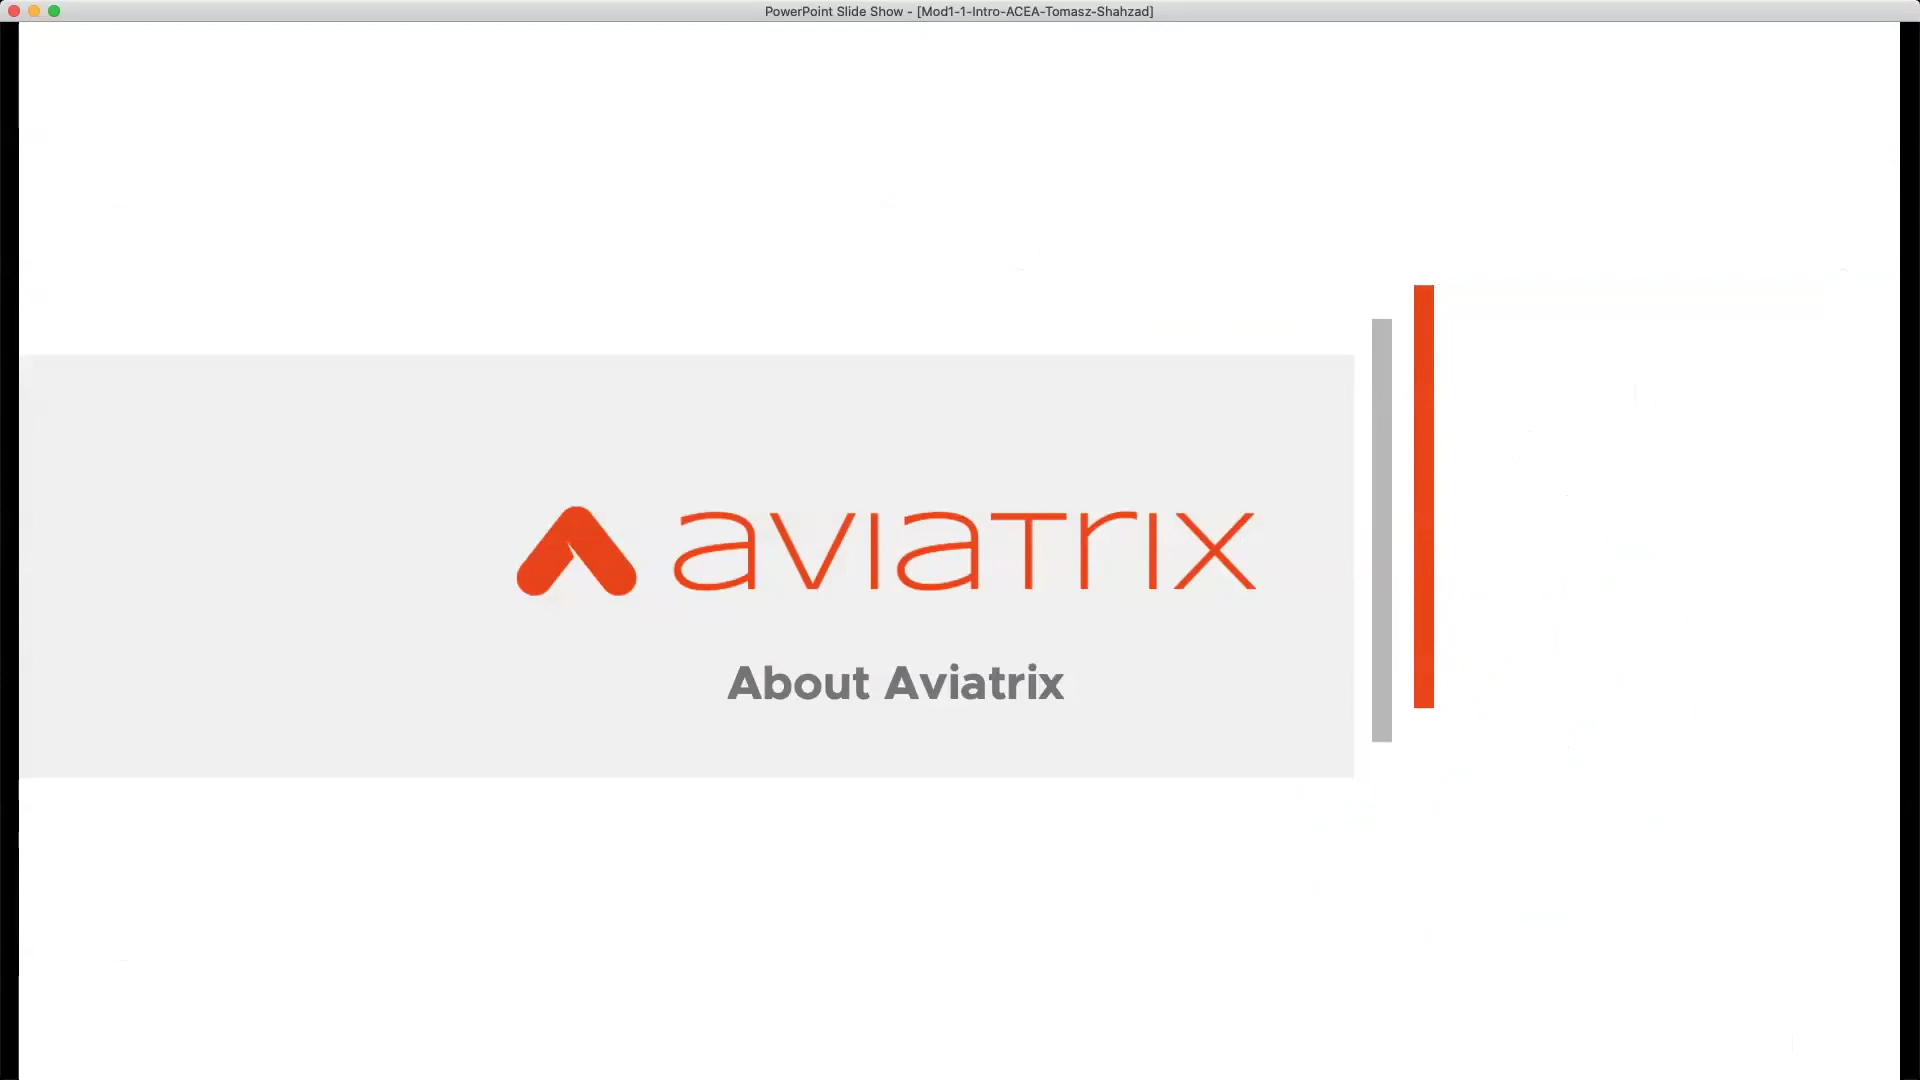 PowerPoint Slide Show - [Mod1-1-Intro-ACEA-Tomasz-Shahzad]
aviatrix
About Aviatrix